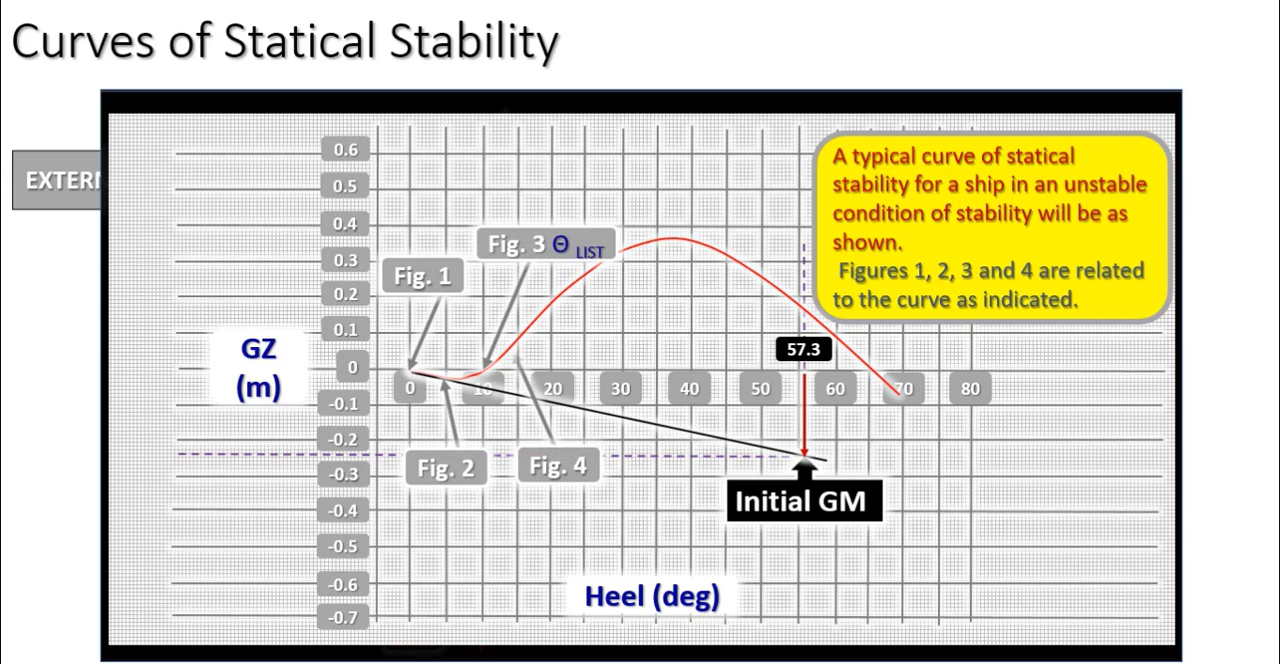 Curves of Statical Stability
EXTER
0.6
0.5
0.4
0.3
0.2
0.1
0
-0.1
-0.2
-0.3
-0.4
-0.5
-0.6
-0.7
GZ
(m)
A typical curve of statical
stability for a ship in an unstable
condition of stability will be as
shown.
Figures 1, 2, 3 and 4 are related
to the curve as indicated.
Fig. 3 Θ LIST
Fig. 1
57.3
0 10 20 30 40 50 60 70 80
Fig. 2
Fig. 4
Initial GM
Heel (deg)